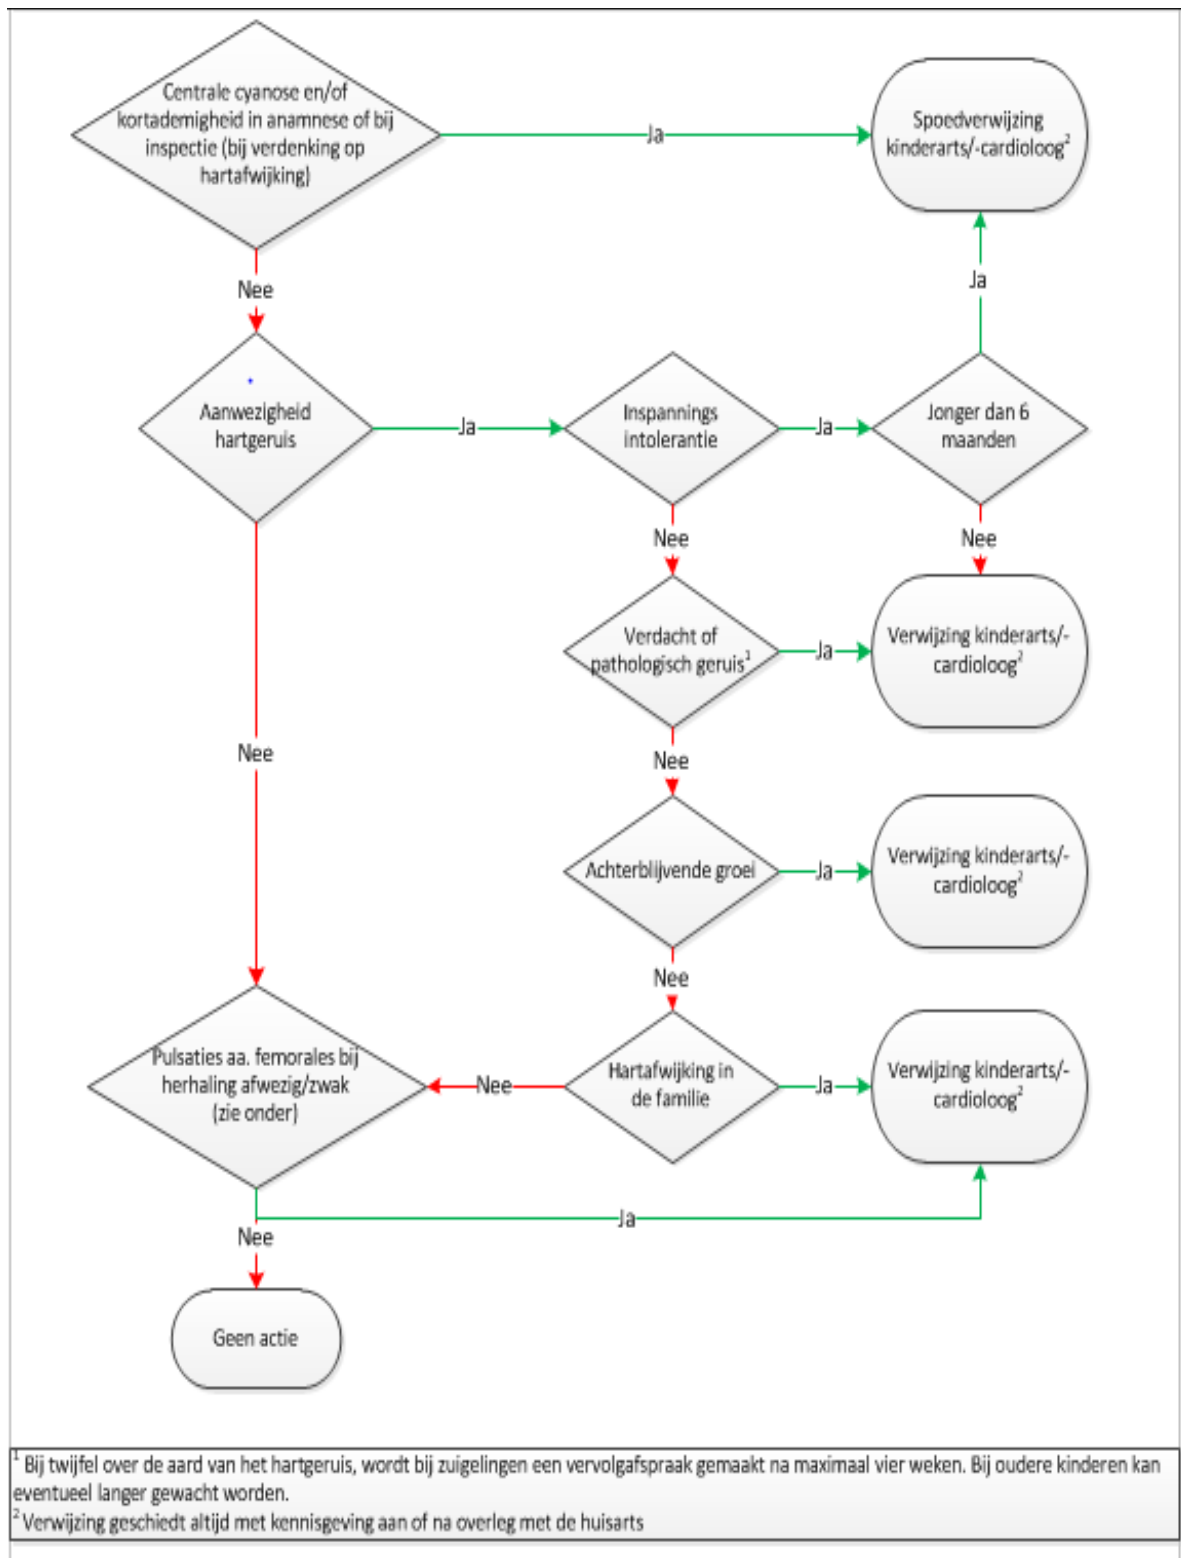 Centrale cyanose en/of
kortademigheid in anamnese of bij
inspectie (bij verdenking op
hartafwijking)
Ja
Spoedverwijzing
kinderarts/-cardioloog²
Nee
Ja
Aanwezigheid
hartgeruis
Ja
Inspannings
intolerantie
Ja
Jonger dan 6
maanden
Nee
Nee
Verdacht of
pathologisch geruis¹
Ja
Verwijzing kinderarts/-
cardioloog²
Nee
Nee
Achterblijvende groei
Ja
Verwijzing kinderarts/-
cardioloog²
Nee
Pulsaties aa. femorales bij
herhaling afwezig/zwak
(zie onder)
Nee
Hartafwijking in
de familie
Ja
Verwijzing kinderarts/-
cardioloog²
Ja
Nee
Geen actie
¹ Bij twijfel over de aard van het hartgeruis, wordt bij zuigelingen een vervolgafspraak gemaakt na maximaal vier weken. Bij oudere kinderen kan
eventueel langer gewacht worden.
² Verwijzing geschiedt altijd met kennisgeving aan of na overleg met de huisarts